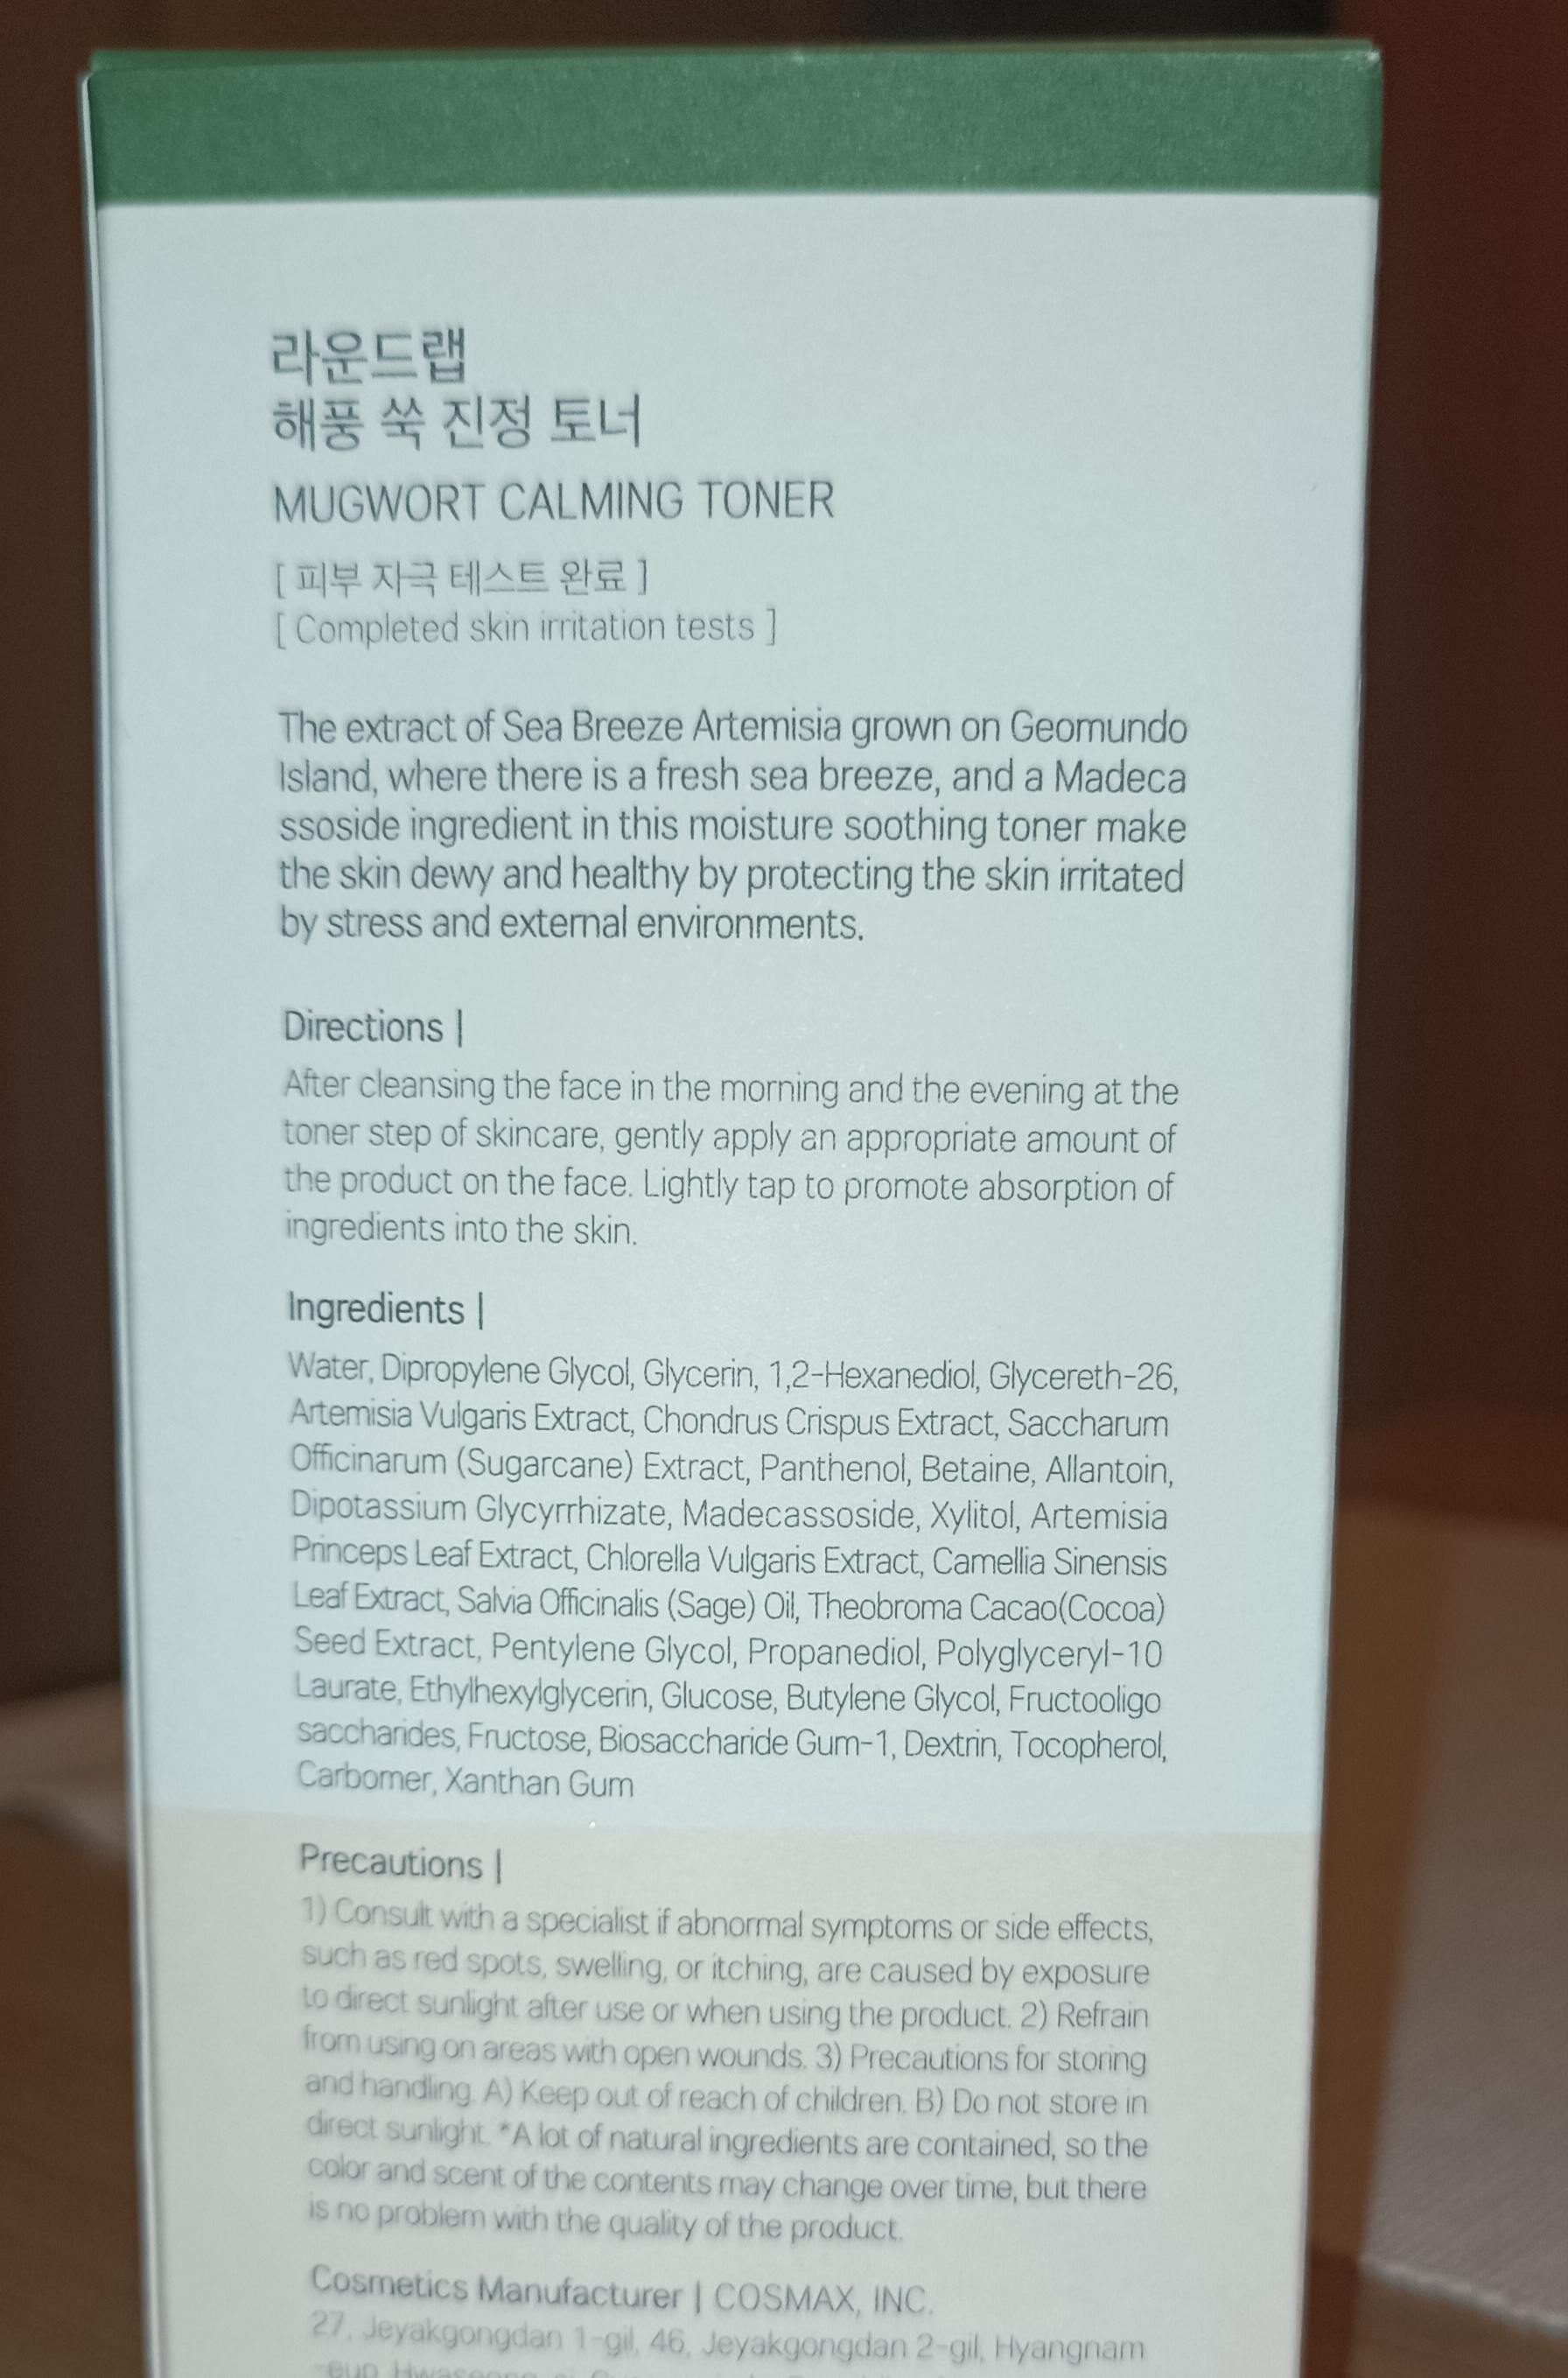 라운드랩
해풍 쑥 진정 토너
MUGWORT CALMING TONER
[ 피부 자극 테스트 완료 ]
[ Completed skin irritation tests ]
The extract of Sea Breeze Artemisia grown on Geomundo
Island, where there is a fresh sea breeze, and a Madeca
ssoside ingredient in this moisture soothing toner make
the skin dewy and healthy by protecting the skin irritated
by stress and external environments.
Directions |
After cleansing the face in the morning and the evening at the
toner step of skincare, gently apply an appropriate amount of
the product on the face. Lightly tap to promote absorption of
ingredients into the skin.
Ingredients |
Water, Dipropylene Glycol, Glycerin, 1,2-Hexanediol, Glycereth-26,
Artemisia Vulgaris Extract, Chondrus Crispus Extract, Saccharum
Officinarum (Sugarcane) Extract, Panthenol, Betaine, Allantoin,
Dipotassium Glycyrrhizate, Madecassoside, Xylitol, Artemisia
Princeps Leaf Extract, Chlorella Vulgaris Extract, Camellia Sinensis
Leaf Extract, Salvia Officinalis (Sage) Oil, Theobroma Cacao(Cocoa)
Seed Extract, Pentylene Glycol, Propanediol, Polyglyceryl-10
Laurate, Ethylhexylglycerin, Glucose, Butylene Glycol, Fructooligo
saccharides, Fructose, Biosaccharide Gum-1, Dextrin, Tocopherol,
Carbomer, Xanthan Gum
Precautions |
1) Consult with a specialist if abnormal symptoms or side effects,
such as red spots, swelling, or itching, are caused by exposure
to direct sunlight after use or when using the product. 2) Refrain
from using on areas with open wounds. 3) Precautions for storing
and handling. A) Keep out of reach of children. B) Do not store in
direct sunlight. *A lot of natural ingredients are contained, so the
color and scent of the contents may change over time, but there
is no problem with the quality of the product.
Cosmetics Manufacturer | COSMAX, INC.
27, Jeyakgongdan 1-gil, 46, Jeyakgongdan 2-gil, Hyangnam